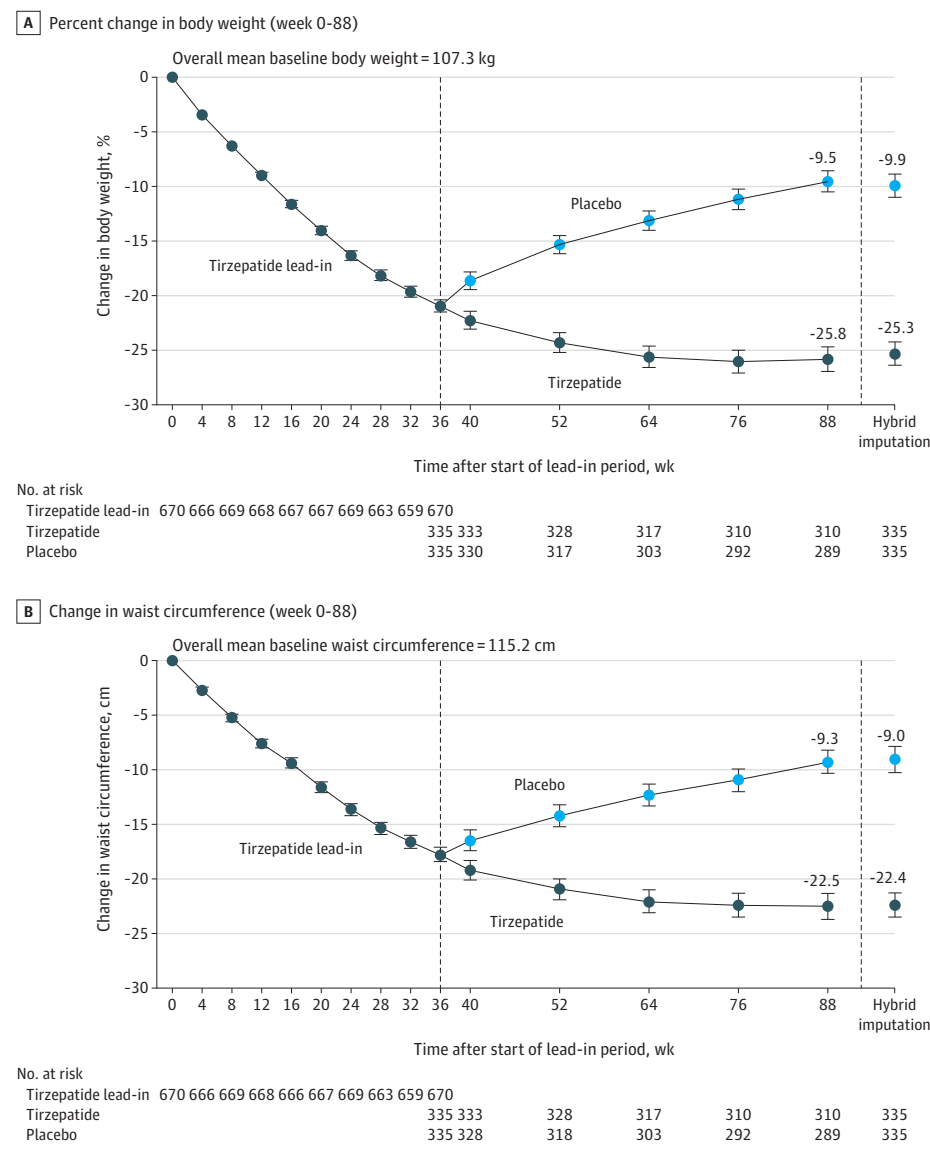 A Percent change in body weight (week 0-88)
Overall mean baseline body weight = 107.3 kg
Change in body weight, %
0
-5
-10
-15
-20
-25
-30
Tirzepatide lead-in
Placebo
Tirzepatide
-9.5
-9.9
-25.8
-25.3
0 4 8 12 16 20 24 28 32 36 40 52 64 76 88 Hybrid
imputation
Time after start of lead-in period, wk
No. at risk
Tirzepatide lead-in 670 666 669 668 667 667 669 663 659 670
Tirzepatide 335 333 328 317 310 310 335
Placebo 335 330 317 303 292 289 335
B Change in waist circumference (week 0-88)
Overall mean baseline waist circumference = 115.2 cm
Change in waist circumference, cm
0
-5
-10
-15
-20
-25
-30
Tirzepatide lead-in
Placebo
Tirzepatide
-9.3
-9.0
-22.5
-22.4
0 4 8 12 16 20 24 28 32 36 40 52 64 76 88 Hybrid
imputation
Time after start of lead-in period, wk
No. at risk
Tirzepatide lead-in 670 666 669 668 666 667 669 663 659 670
Tirzepatide 335 333 328 317 310 310 335
Placebo 335 328 318 303 292 289 335